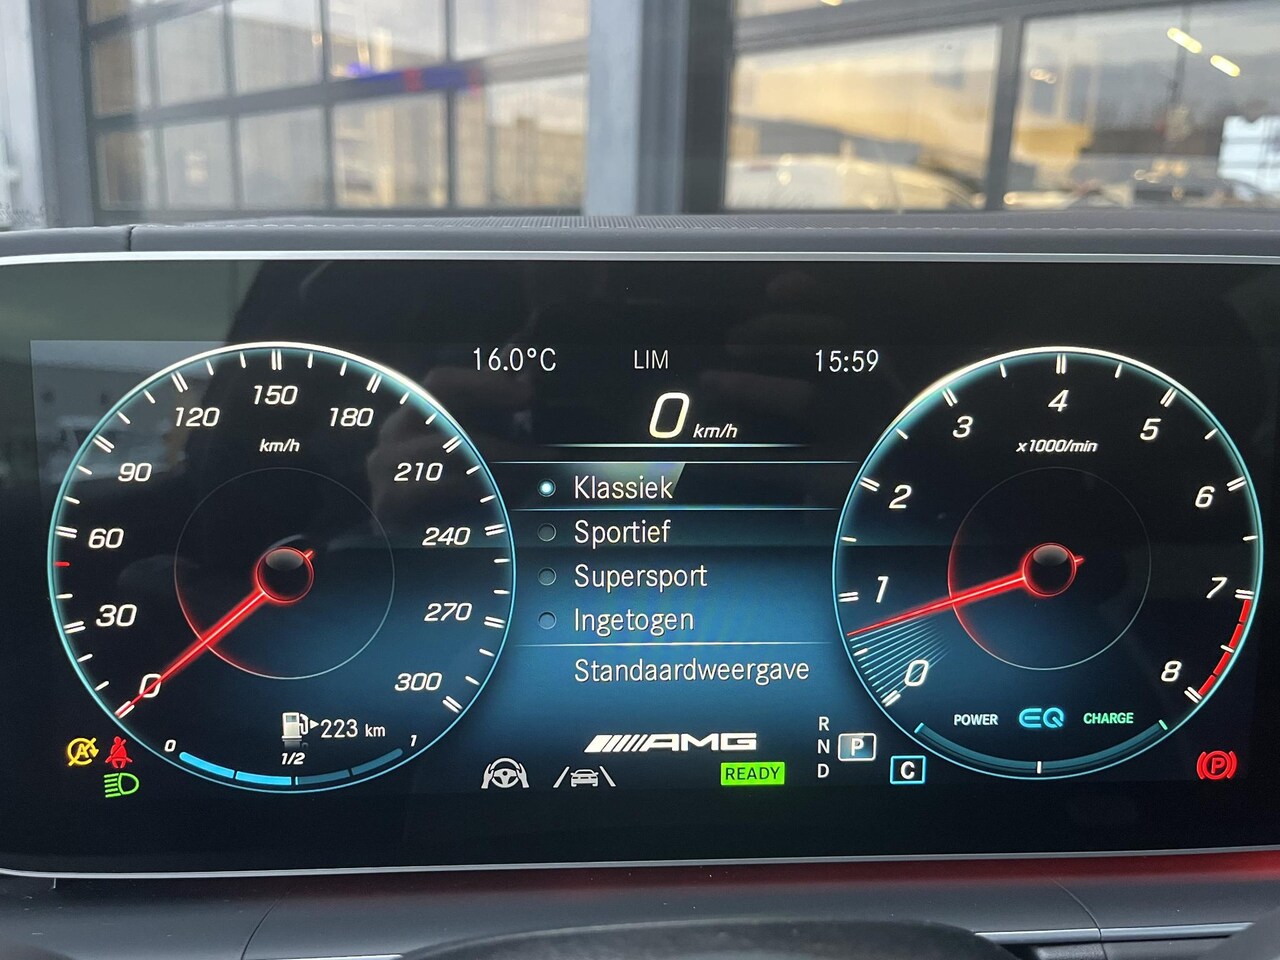 16.0°C LIM 15:59
0 km/h
Klassiek
Sportief
Supersport
Ingetogen
Standaardweergave
AMG
READY
0 30 60 90 120 150 180 210 240 270 300
km/h
223 km
0 1/2 1
0 1 2 3 4 5 6 7 8
x1000/min
POWER EQ CHARGE
R
N P
D
C
A
P